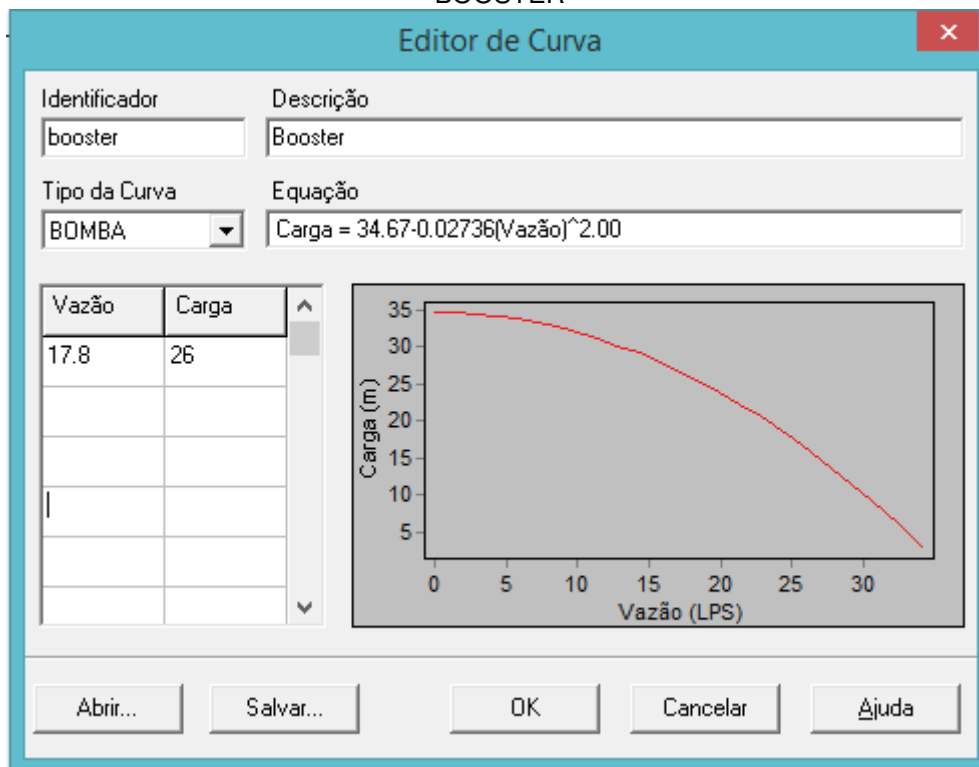 BOOSTER
Editor de Curva
Identificador Descrição
booster Booster
Tipo da Curva Equação
BOMBA Carga = 34.67-0.02736(Vazão)^2.00
Vazão Carga
17.8 26
Carga (m)
35
30
25
20
15
10
5
0 5 10 15 20 25 30
Vazão (LPS)
Abrir... Salvar... OK Cancelar Ajuda